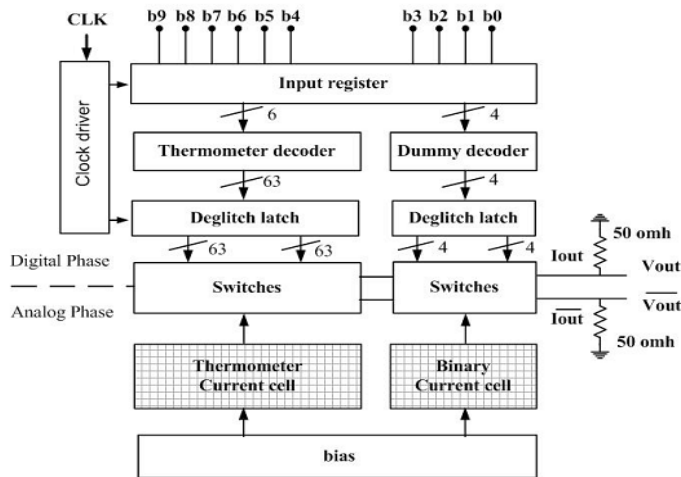 CLK
b9 b8 b7 b6 b5 b4 b3 b2 b1 b0
Input register
Clock driver
6 4
Thermometer decoder Dummy decoder
63 4
Deglitch latch Deglitch latch
63 63 4 4
50 omh
Digital Phase
Iout Vout
Switches Switches
Analog Phase
Iout Vout
50 omh
Thermometer
Current cell
Binary
Current cell
bias